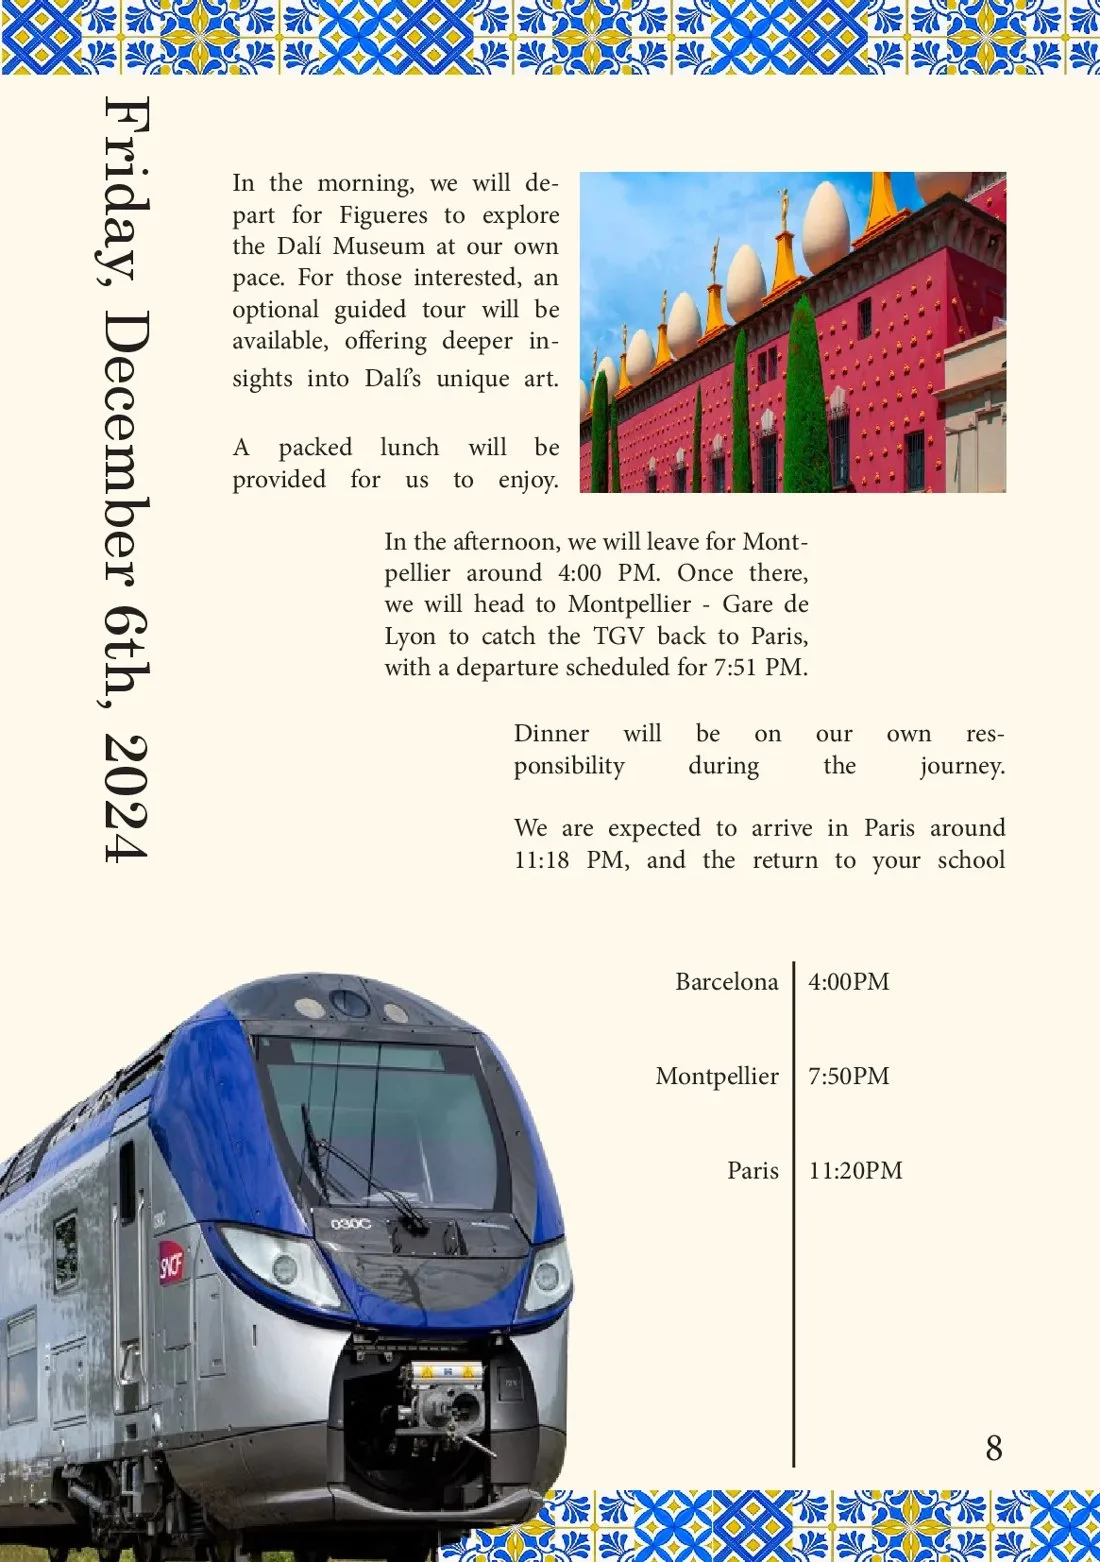 Friday, December 6th, 2024
In the morning, we will de-
part for Figueres to explore
the Dalí Museum at our own
pace. For those interested, an
optional guided tour will be
available, offering deeper in-
sights into Dalí's unique art.
A packed lunch will be
provided for us to enjoy.
In the afternoon, we will leave for Mont-
pellier around 4:00 PM. Once there,
we will head to Montpellier - Gare de
Lyon to catch the TGV back to Paris,
with a departure scheduled for 7:51 PM.
Dinner will be on our own res-
ponsibility during the journey.
We are expected to arrive in Paris around
11:18 PM, and the return to your school
Barcelona 4:00PM
Montpellier 7:50PM
Paris 11:20PM
030C
SNCF
8